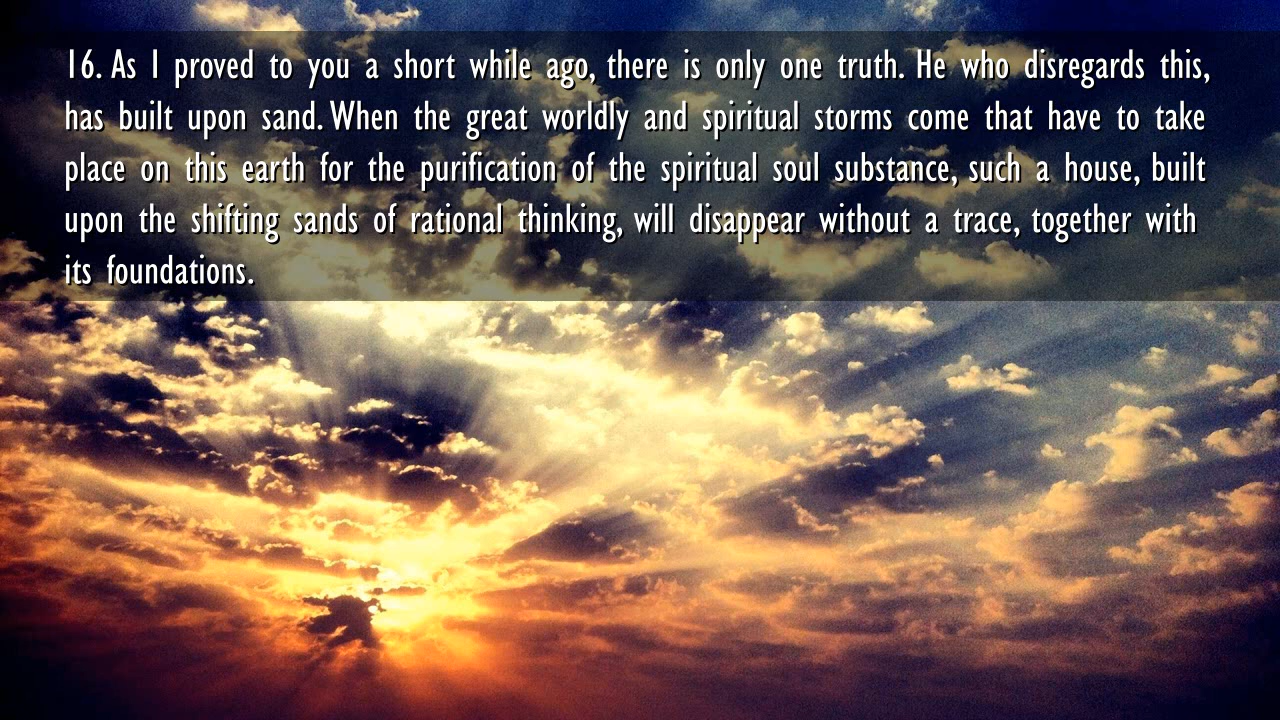 16. As I proved to you a short while ago, there is only one truth. He who disregards this,
has built upon sand. When the great worldly and spiritual storms come that have to take
place on this earth for the purification of the spiritual soul substance, such a house, built
upon the shifting sands of rational thinking, will disappear without a trace, together with
its foundations.